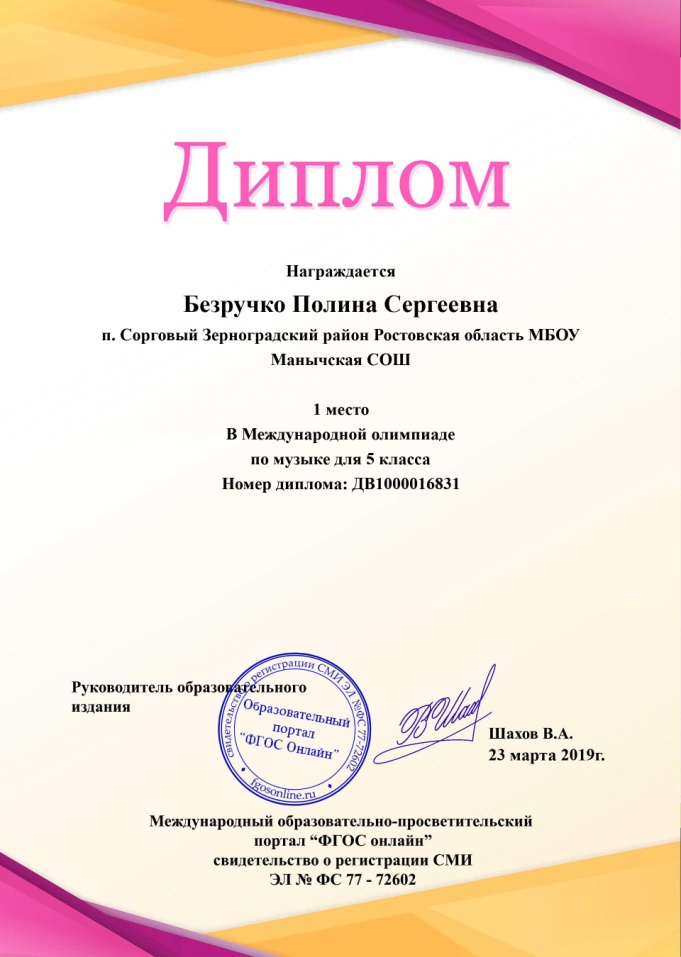 Диплом
Награждается
Безручко Полина Сергеевна
п. Сорговый Зерноградский район Ростовская область МБОУ
Манычская СОШ
1 место
В Международной олимпиаде
по музыке для 5 класса
Номер диплома: ДВ1000016831
Руководитель образовательного
издания
свидетельство о регистрации СМИ ЭЛ №ФС 77-72602
Образовательный
портал
“ФГОС Онлайн”
fgosonline.ru
ВШах
Шахов В.А.
23 марта 2019г.
Международный образовательно-просветительский
портал “ФГОС онлайн”
свидетельство о регистрации СМИ
ЭЛ № ФС 77 - 72602